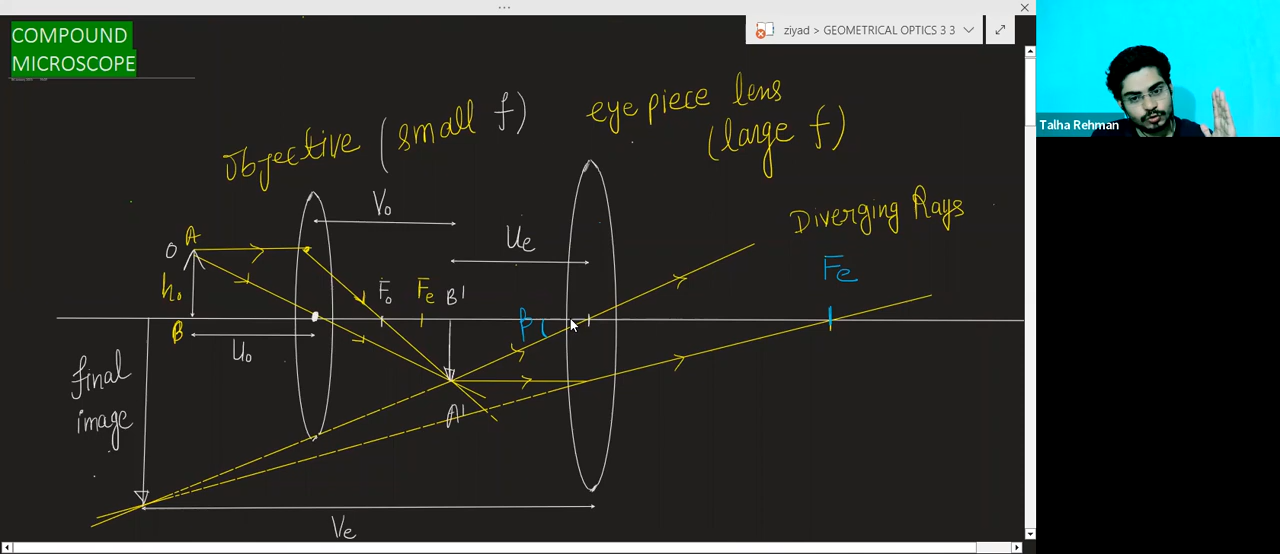 COMPOUND
MICROSCOPE
ziyad > GEOMETRICAL OPTICS 3 3
Talha Rehman
objective (small f)
eye piece lens
(large f)
Diverging Rays
Vo
Ue
O
A
ho
B
Uo
Fo
Fe
B'
β
Fe
A'
final
image
Ve